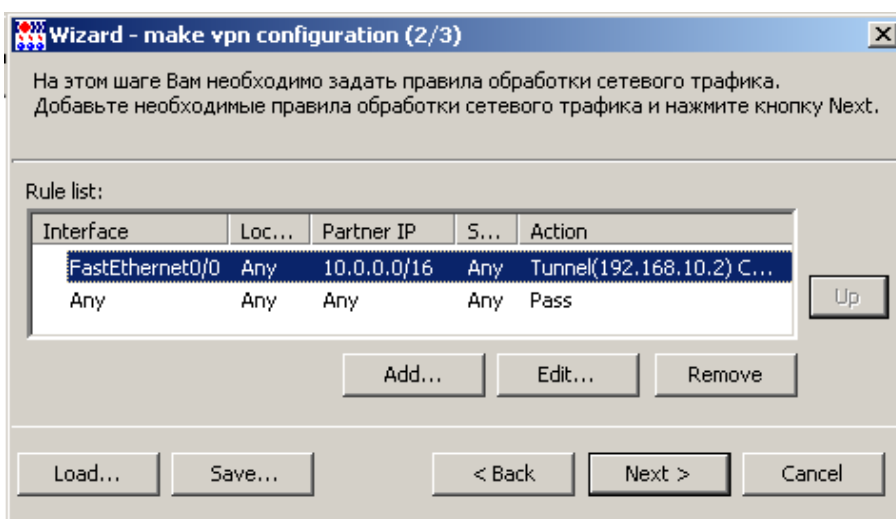 Wizard - make vpn configuration (2/3)
На этом шаге Вам необходимо задать правила обработки сетевого трафика.
Добавьте необходимые правила обработки сетевого трафика и нажмите кнопку Next.
Rule list:
Interface Loc... Partner IP S... Action
FastEthernet0/0 Any 10.0.0.0/16 Any Tunnel(192.168.10.2) C...
Any Any Any Any Pass
Up
Add... Edit... Remove
Load... Save... < Back Next > Cancel